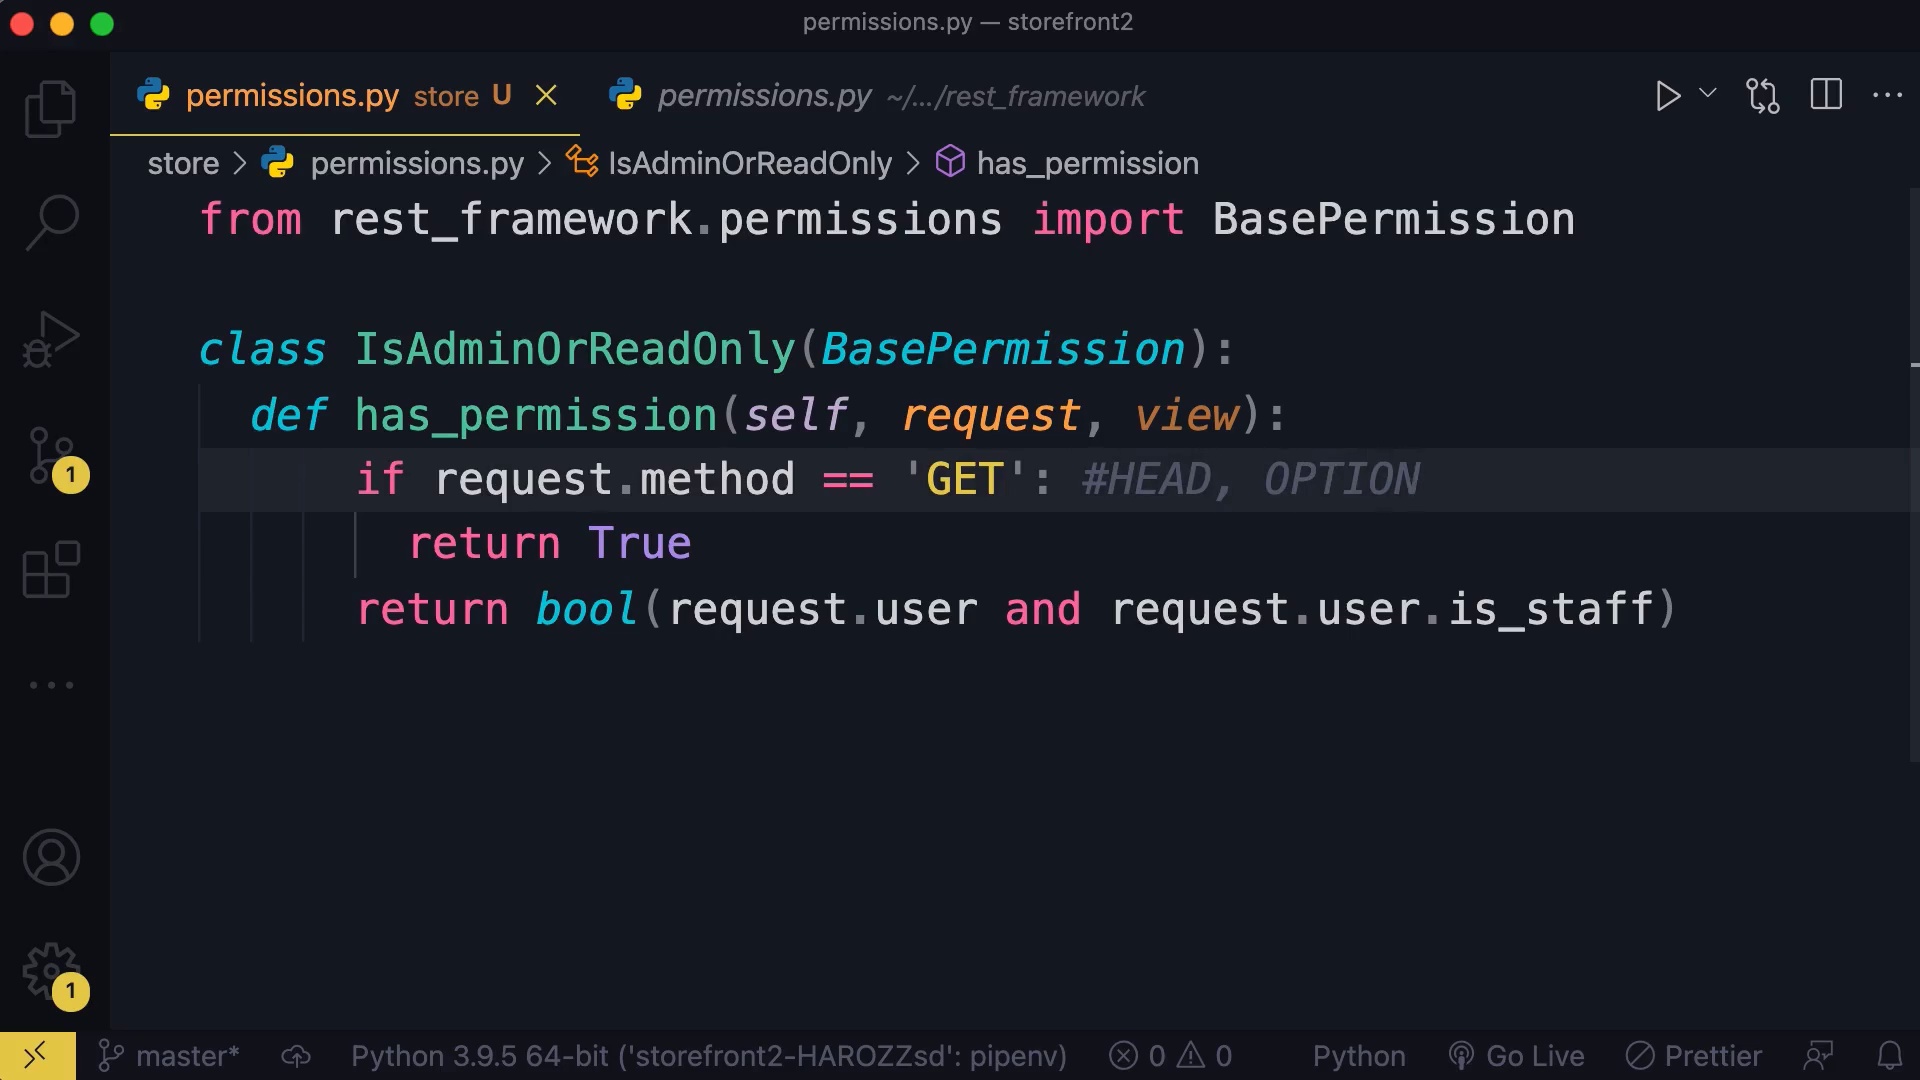 permissions.py — storefront2
permissions.py store U
permissions.py ~/.../rest_framework
store > permissions.py > IsAdminOrReadOnly > has_permission
from rest_framework.permissions import BasePermission
class IsAdminOrReadOnly(BasePermission):
def has_permission(self, request, view):
if request.method == 'GET': #HEAD, OPTION
return True
return bool(request.user and request.user.is_staff)
1
1
master* Python 3.9.5 64-bit ('storefront2-HAROZZsd': pipenv) 0 0 Python Go Live Prettier